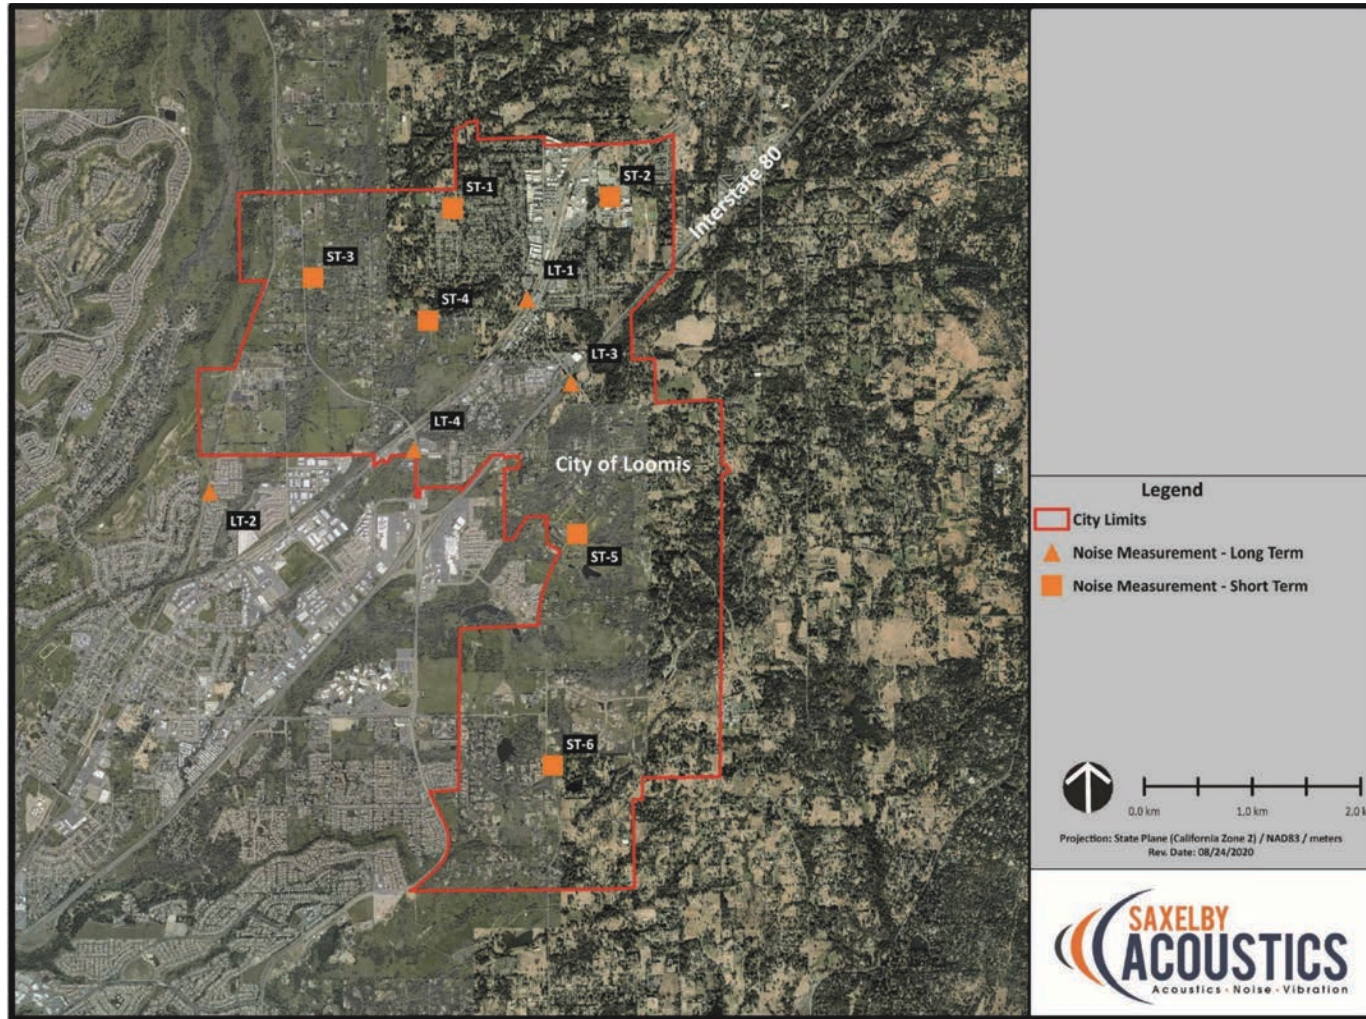 Interstate 80
ST-1
ST-2
ST-3
LT-1
ST-4
LT-3
LT-4
City of Loomis
LT-2
ST-5
ST-6
Legend
City Limits
Noise Measurement - Long Term
Noise Measurement - Short Term
0.0 km 1.0 km 2.0 k
Projection: State Plane (California Zone 2) / NAD83 / meters
Rev. Date: 08/24/2020
SAXELBY
ACOUSTICS
Acoustics • Noise • Vibration